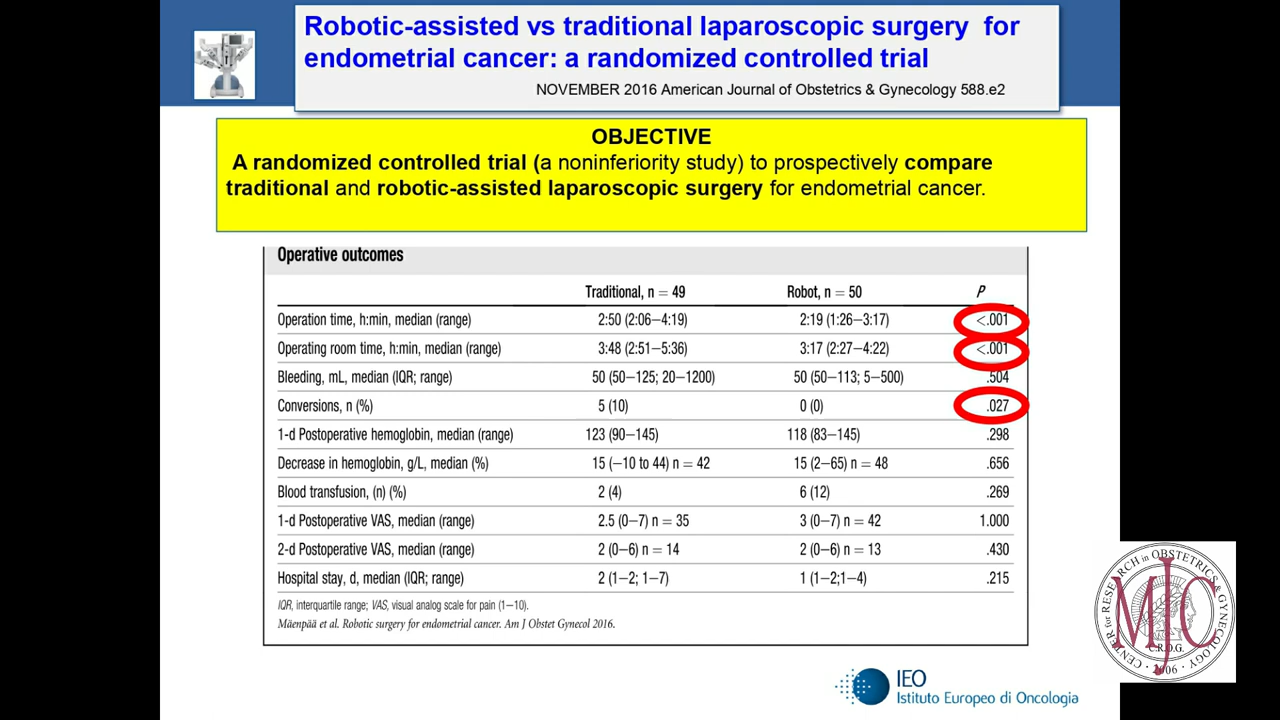 Robotic-assisted vs traditional laparoscopic surgery for
endometrial cancer: a randomized controlled trial
NOVEMBER 2016 American Journal of Obstetrics & Gynecology 588.e2
OBJECTIVE
A randomized controlled trial (a noninferiority study) to prospectively compare
traditional and robotic-assisted laparoscopic surgery for endometrial cancer.
Operative outcomes
Traditional, n = 49 Robot, n = 50 P
Operation time, h:min, median (range) 2:50 (2:06–4:19) 2:19 (1:26–3:17) <.001
Operating room time, h:min, median (range) 3:48 (2:51–5:36) 3:17 (2:27–4:22) <.001
Bleeding, mL, median (IQR; range) 50 (50–125; 20–1200) 50 (50–113; 5–500) .504
Conversions, n (%) 5 (10) 0 (0) .027
1-d Postoperative hemoglobin, median (range) 123 (90–145) 118 (83–145) .298
Decrease in hemoglobin, g/L, median (%) 15 (−10 to 44) n = 42 15 (2–65) n = 48 .656
Blood transfusion, (n) (%) 2 (4) 6 (12) .269
1-d Postoperative VAS, median (range) 2.5 (0–7) n = 35 3 (0–7) n = 42 1.000
2-d Postoperative VAS, median (range) 2 (0–6) n = 14 2 (0–6) n = 13 .430
Hospital stay, d, median (IQR; range) 2 (1–2; 1–7) 1 (1–2;1–4) .215
IQR, interquartile range; VAS, visual analog scale for pain (1–10).
Mäenpää et al. Robotic surgery for endometrial cancer. Am J Obstet Gynecol 2016.
CENTER for RESEARCH in OBSTETRICS & GYNECOLOGY
MJC
C.R.O.G.
2006
IEO
Istituto Europeo di Oncologia